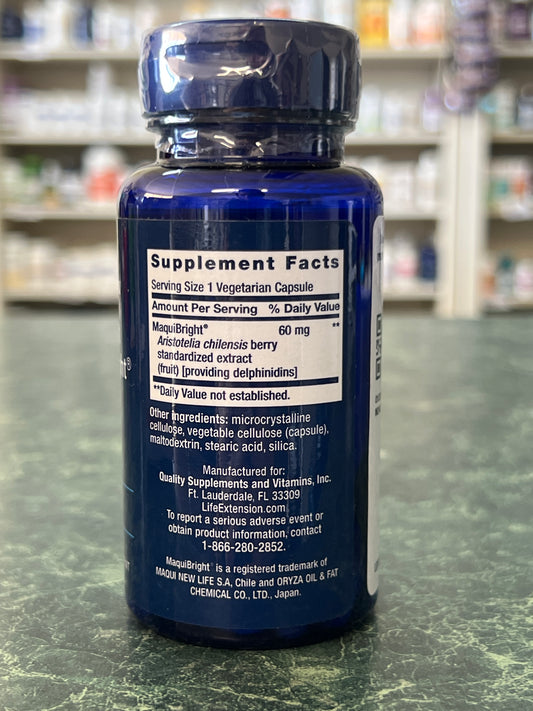 Supplement Facts
Serving Size 1 Vegetarian Capsule
Amount Per Serving % Daily Value
MaquiBright® 60 mg **
Aristotelia chilensis berry
standardized extract
(fruit) [providing delphinidins]
**Daily Value not established.
Other ingredients: microcrystalline
cellulose, vegetable cellulose (capsule),
maltodextrin, stearic acid, silica.
Manufactured for:
Quality Supplements and Vitamins, Inc.
Ft. Lauderdale, FL 33309
LifeExtension.com
To report a serious adverse event or
obtain product information, contact
1-866-280-2852.
MaquiBright® is a registered trademark of
MAQUI NEW LIFE S.A, Chile and ORYZA OIL & FAT
CHEMICAL CO., LTD., Japan.